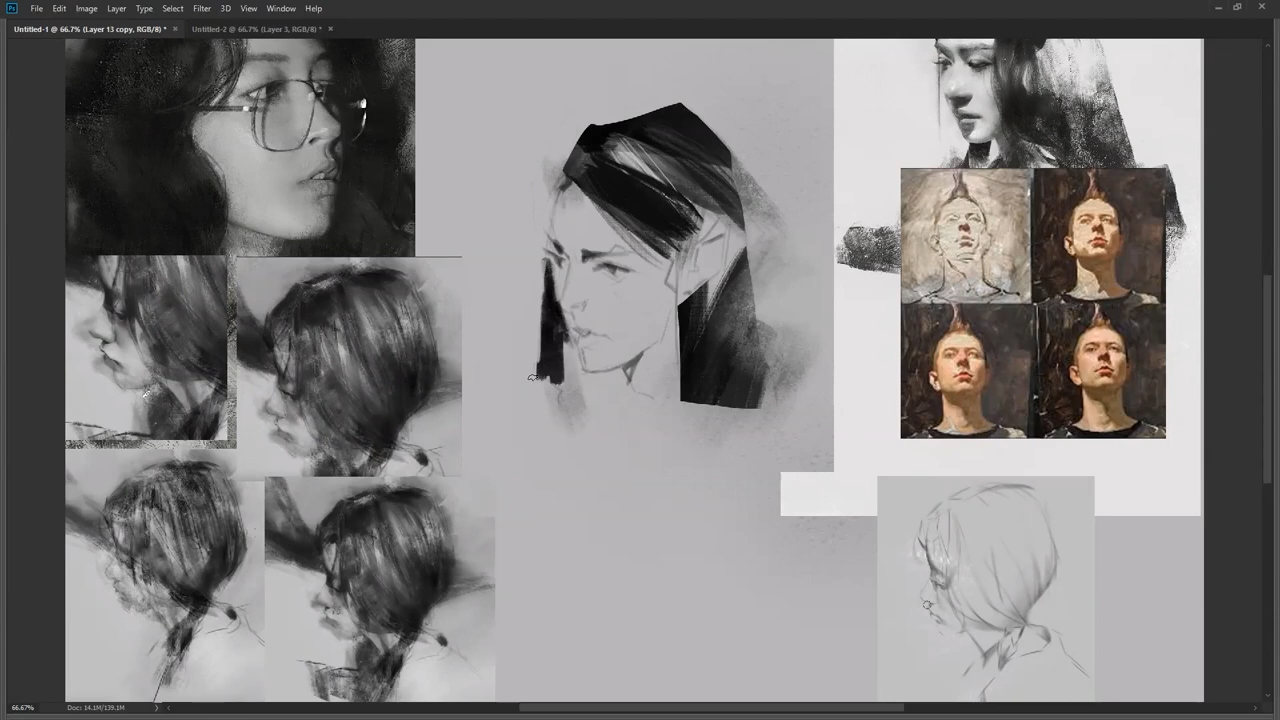 Ps File Edit Image Layer Type Select Filter 3D View Window Help
Untitled-1 @ 66.7% (Layer 13 copy, RGB/8) * × Untitled-2 @ 66.7% (Layer 3, RGB/8) * ×
66.67% Doc: 14.1M/139.1M